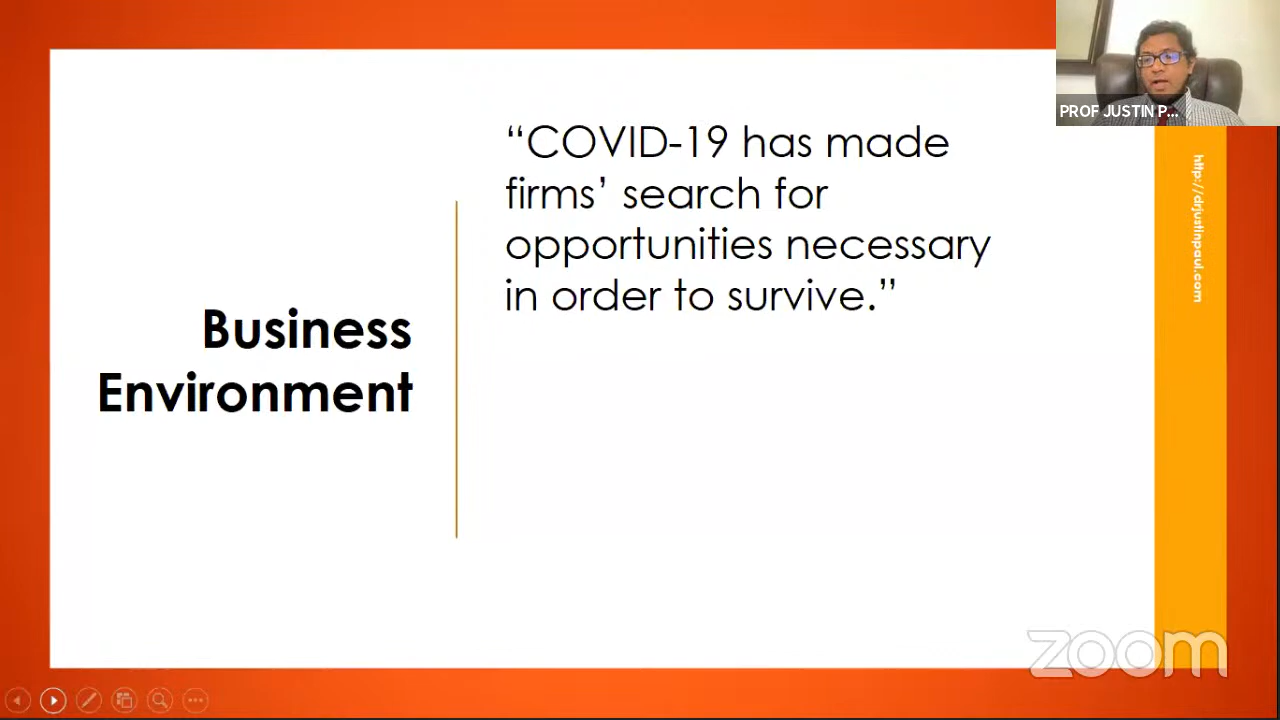 PROF JUSTIN P...
“COVID-19 has made
firms’ search for
opportunities necessary
in order to survive.”
Business
Environment
http://drjustinpaul.com
zoom